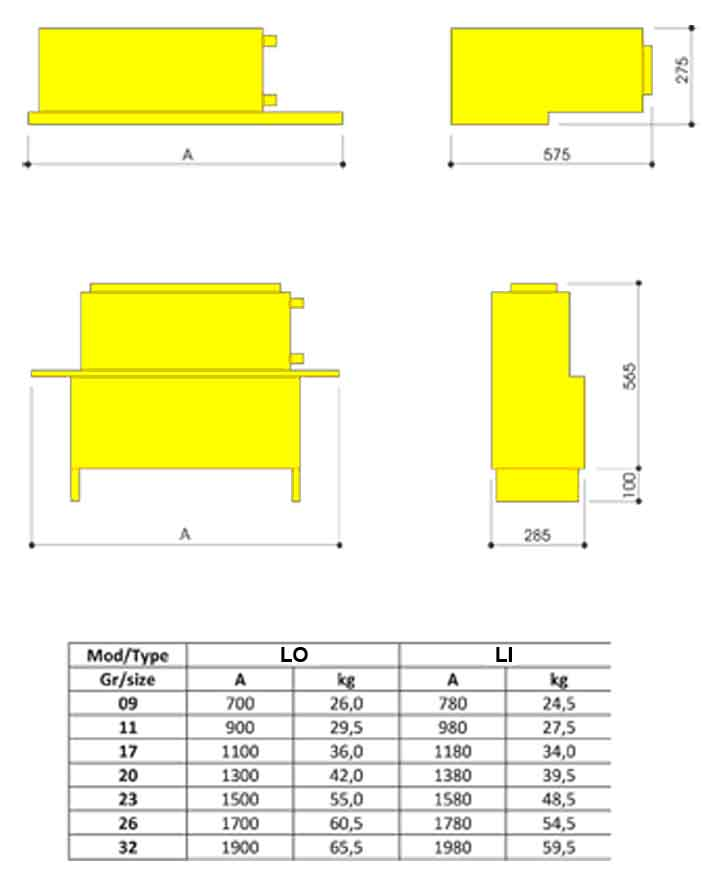 275
A
575
565
100
A
285
Mod/Type LO LI
Gr/size A kg A kg
09 700 26,0 780 24,5
11 900 29,5 980 27,5
17 1100 36,0 1180 34,0
20 1300 42,0 1380 39,5
23 1500 55,0 1580 48,5
26 1700 60,5 1780 54,5
32 1900 65,5 1980 59,5